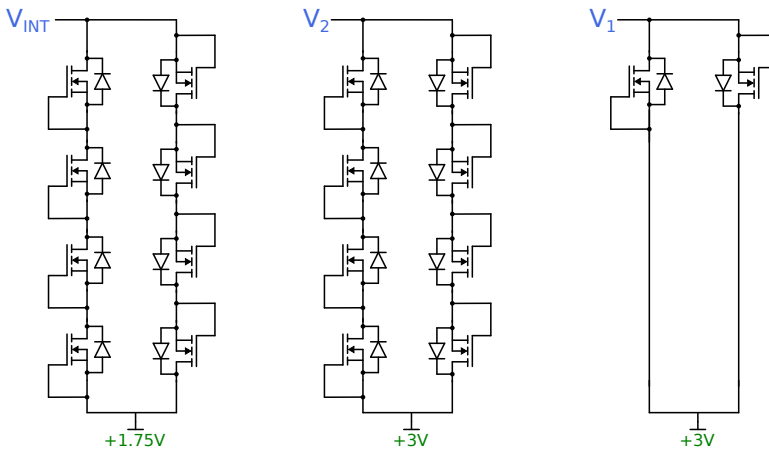 V_INT
V_2
V_1
+1.75V
+3V
+3V